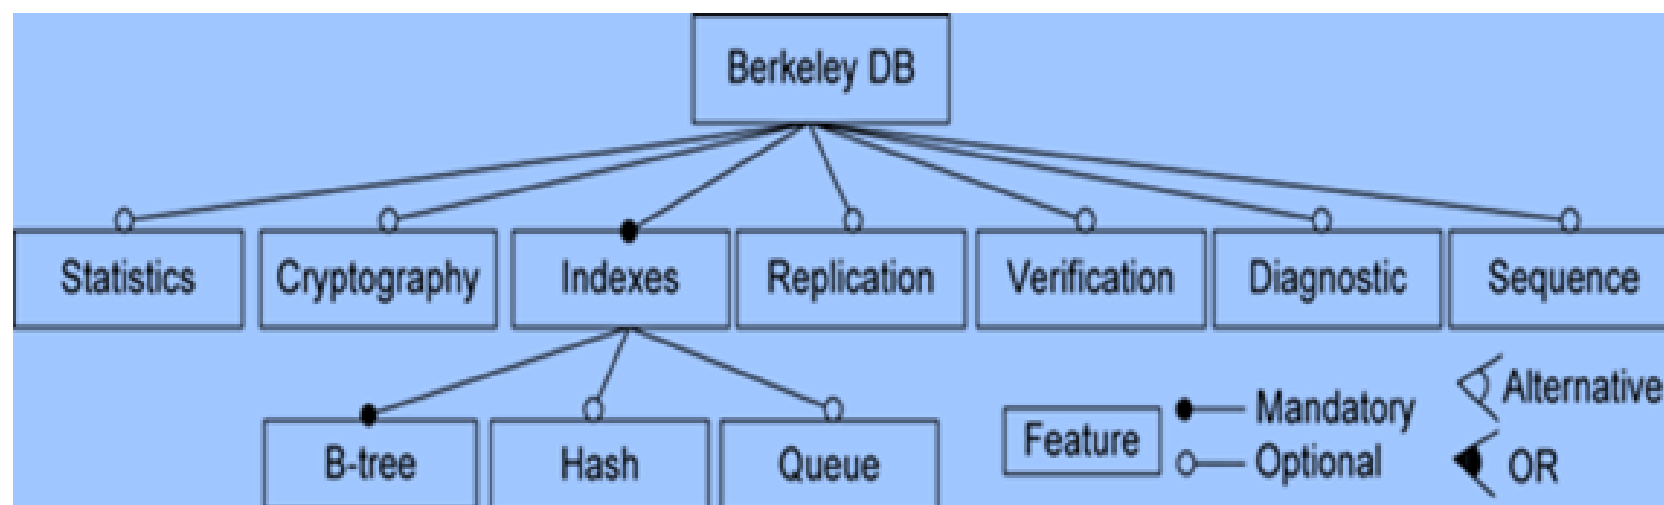 Berkeley DB
Statistics
Cryptography
Indexes
Replication
Verification
Diagnostic
Sequence
B-tree
Hash
Queue
Feature
Mandatory
Optional
Alternative
OR